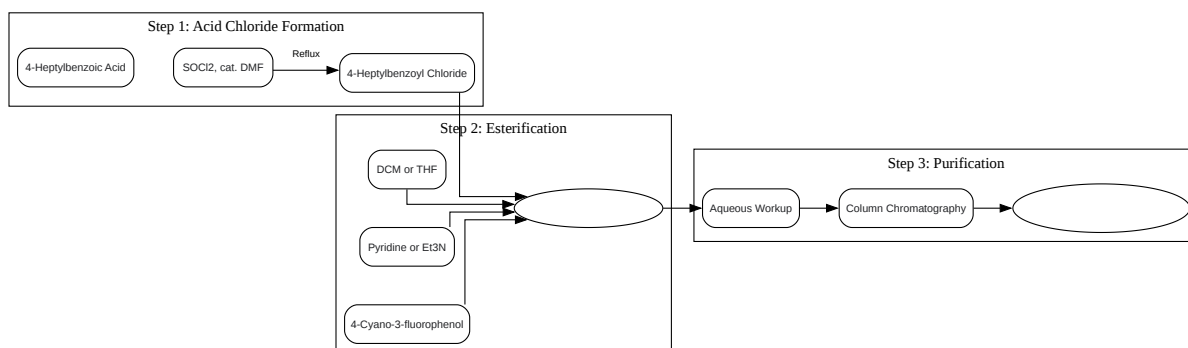 Step 1: Acid Chloride Formation
4-Heptylbenzoic Acid
SOCl2, cat. DMF
Reflux
4-Heptylbenzoyl Chloride
Step 2: Esterification
DCM or THF
Pyridine or Et3N
4-Cyano-3-fluorophenol
Step 3: Purification
Aqueous Workup
Column Chromatography